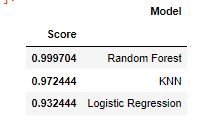 Model
Score
0.999704 Random Forest
0.972444 KNN
0.932444 Logistic Regression